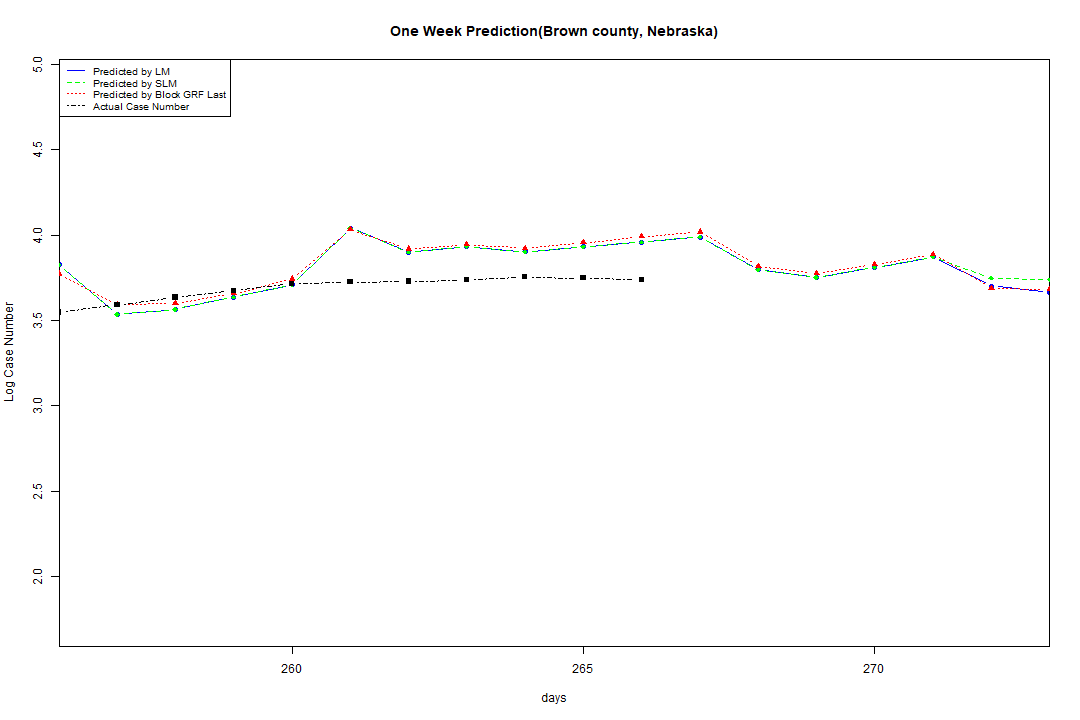 One Week Prediction(Brown county, Nebraska)
Predicted by LM
Predicted by SLM
Predicted by Block GRF Last
Actual Case Number
5.0
4.5
4.0
3.5
3.0
2.5
2.0
Log Case Number
260 265 270
days